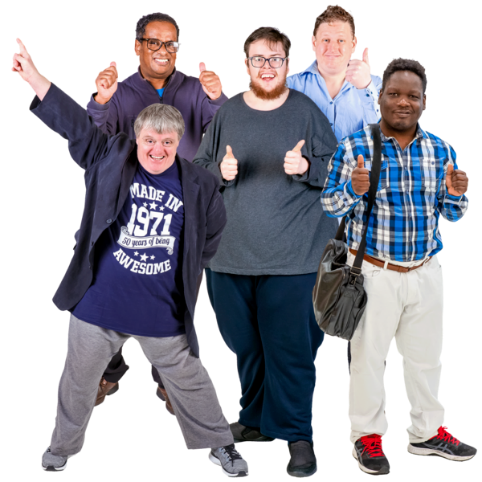 MADE IN
1971
50 years of being
AWESOME